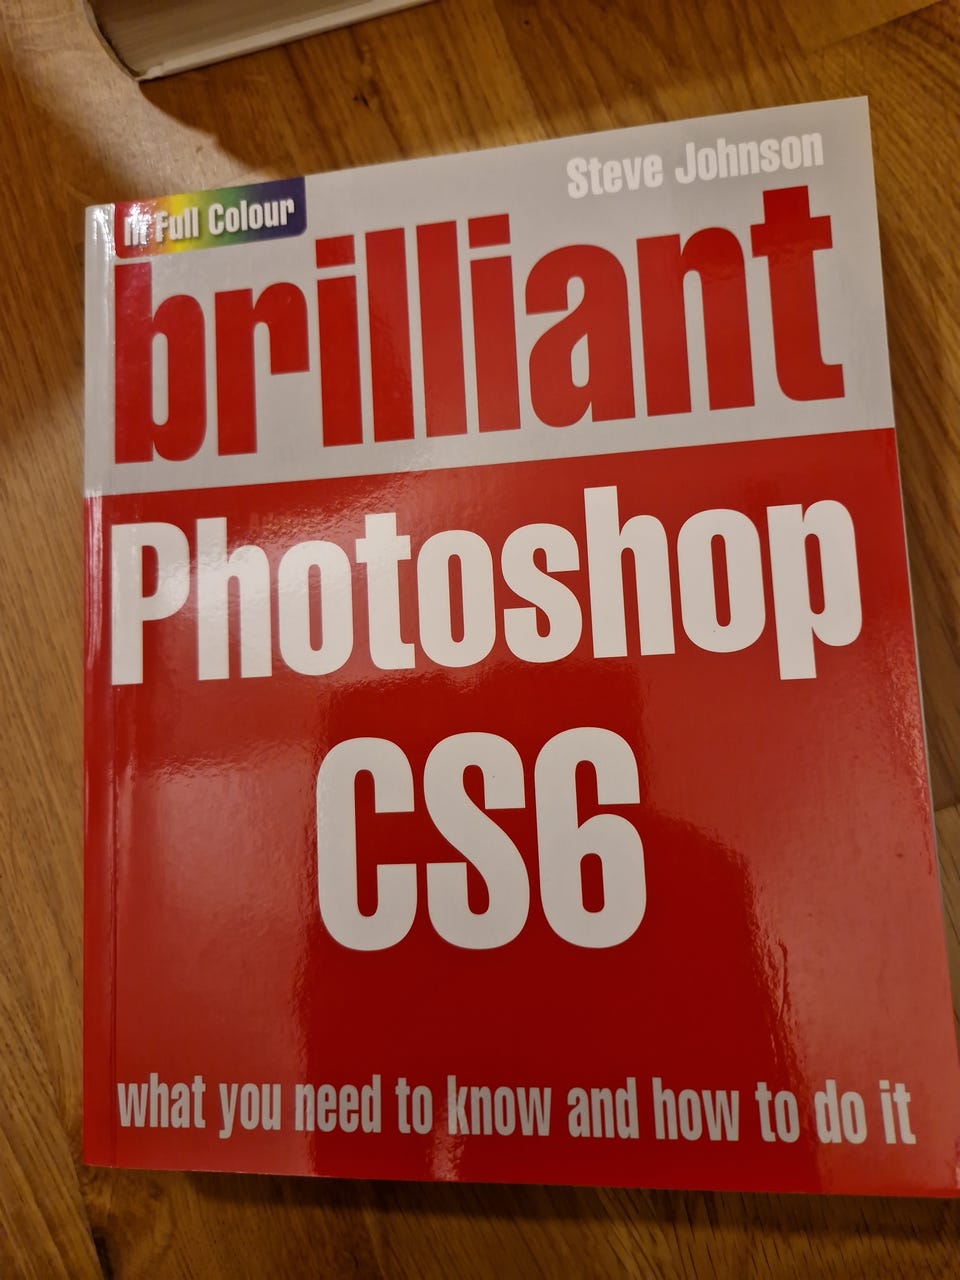 Steve Johnson
In Full Colour
brilliant
Photoshop
CS6
what you need to know and how to do it